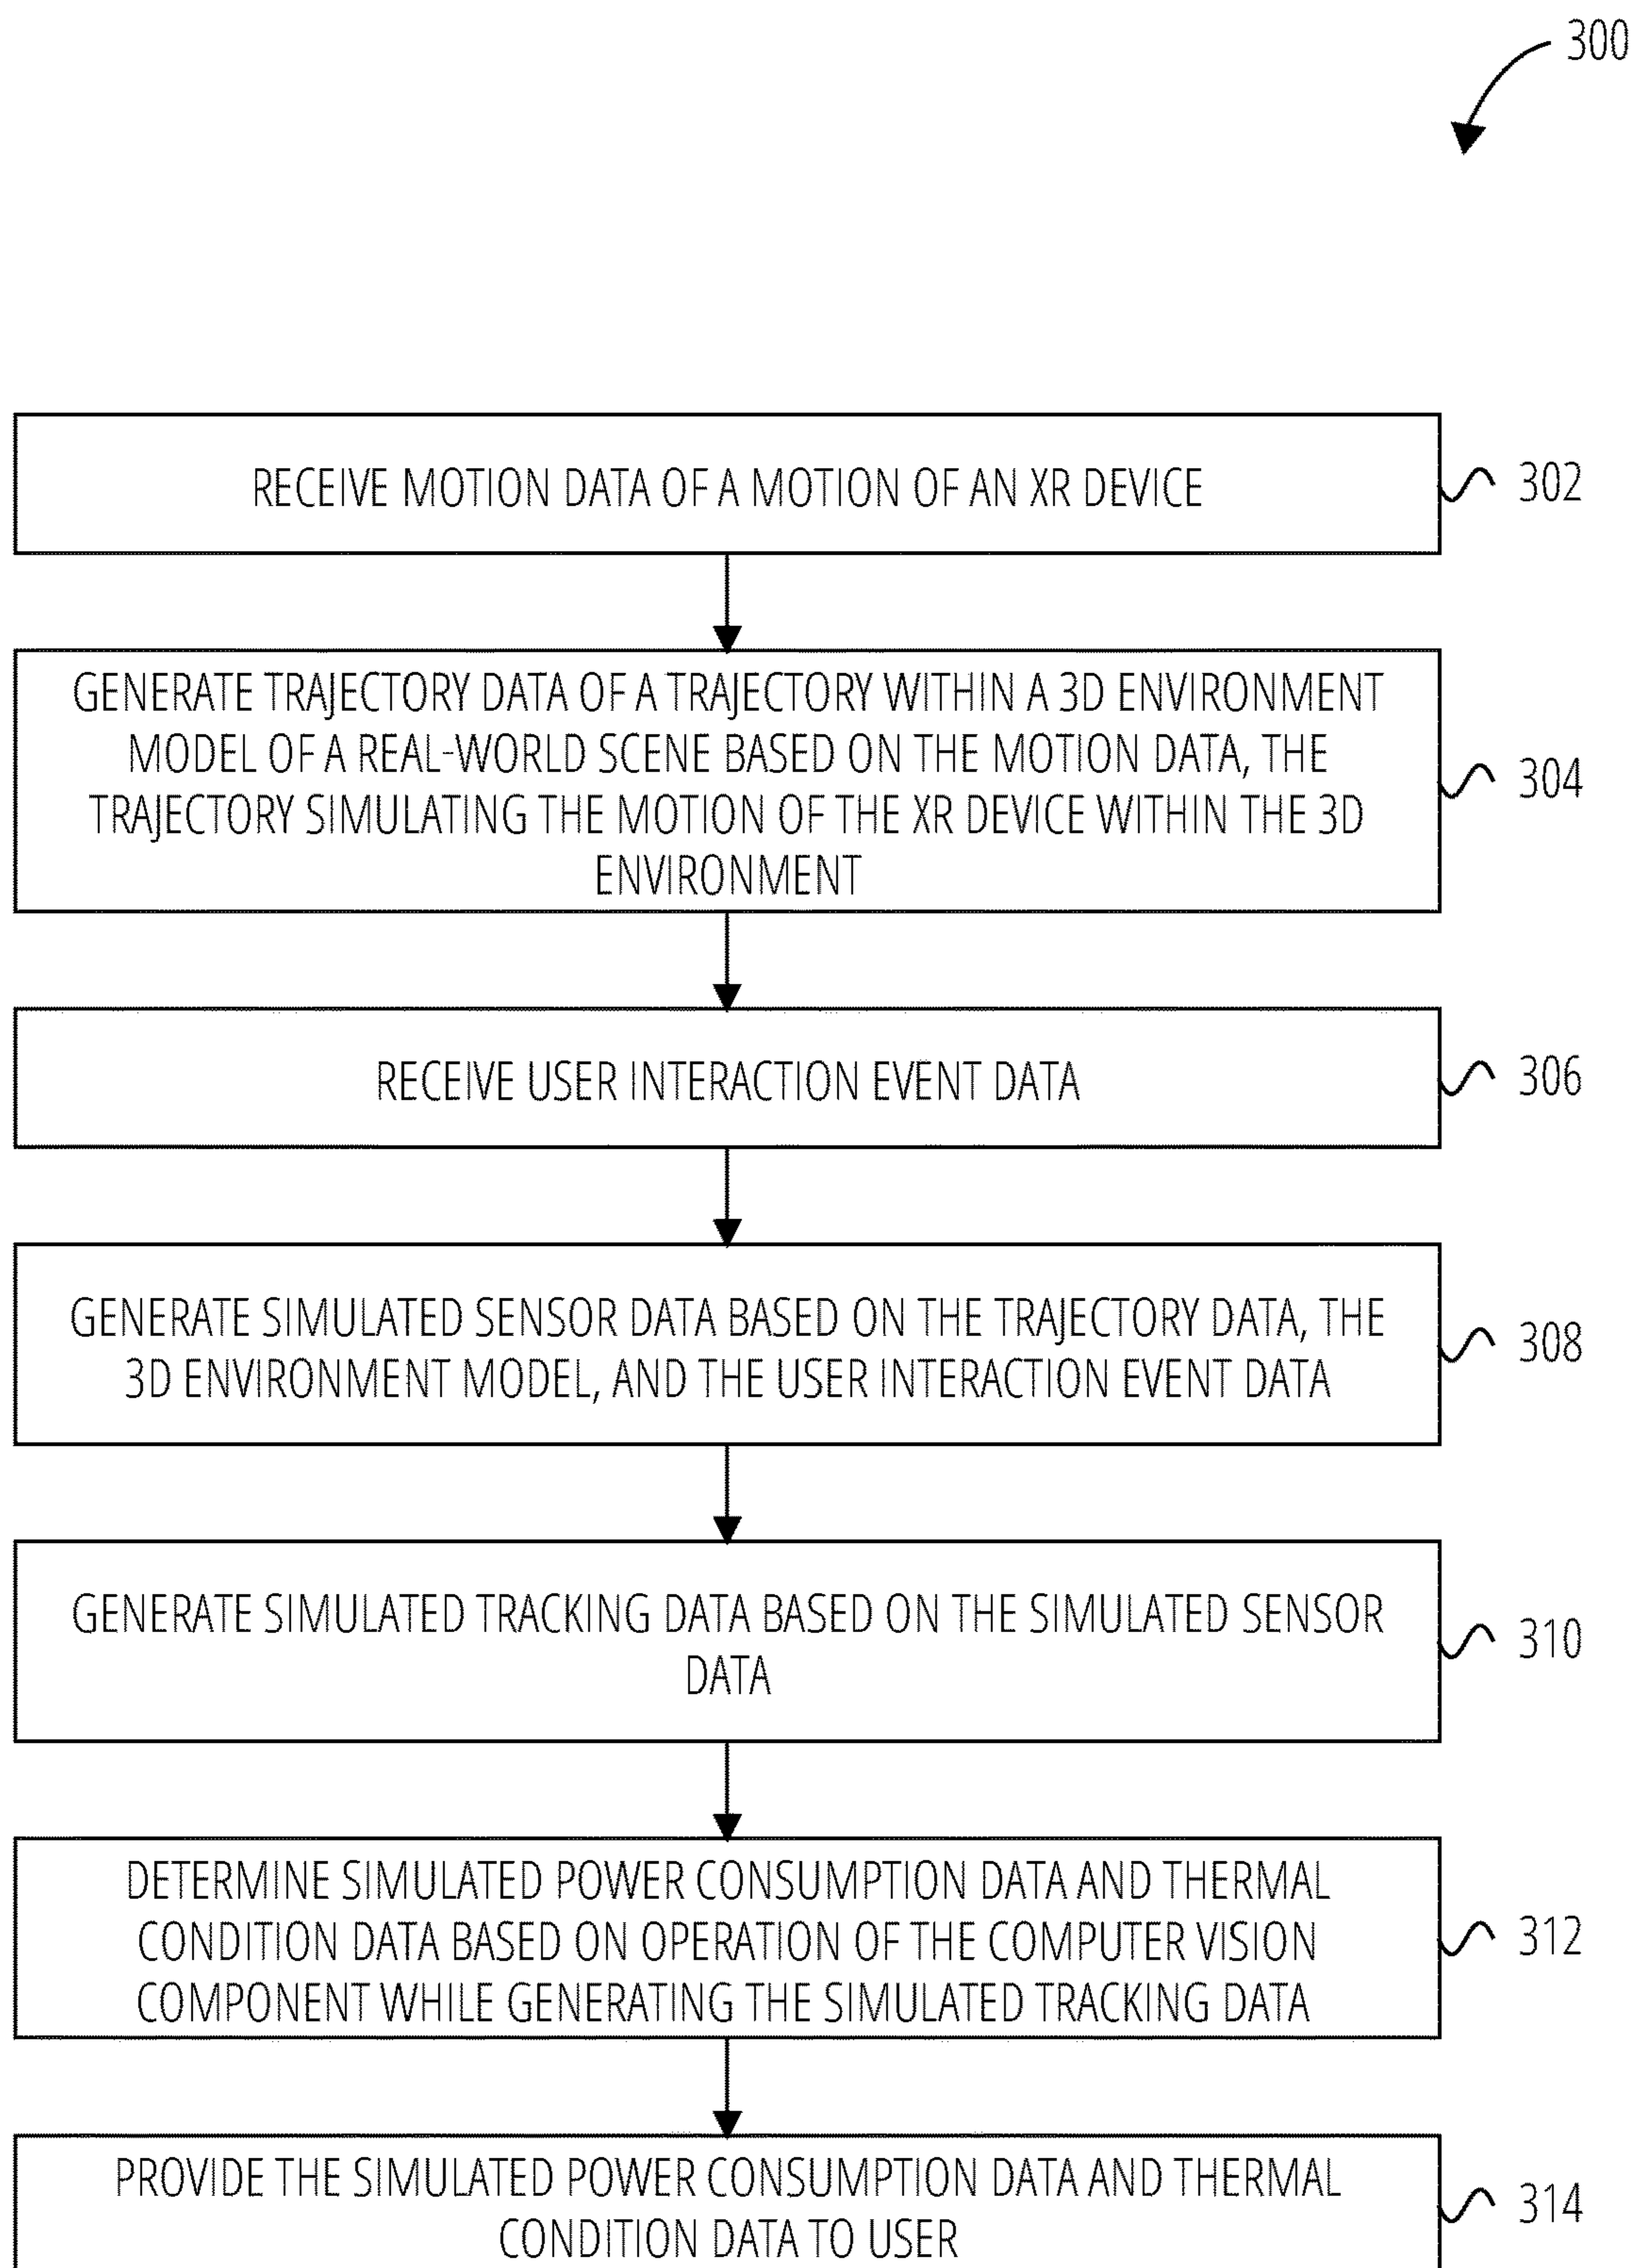 300
RECEIVE MOTION DATA OF A MOTION OF AN XR DEVICE
302
GENERATE TRAJECTORY DATA OF A TRAJECTORY WITHIN A 3D ENVIRONMENT
MODEL OF A REAL-WORLD SCENE BASED ON THE MOTION DATA, THE
TRAJECTORY SIMULATING THE MOTION OF THE XR DEVICE WITHIN THE 3D
ENVIRONMENT
304
RECEIVE USER INTERACTION EVENT DATA
306
GENERATE SIMULATED SENSOR DATA BASED ON THE TRAJECTORY DATA, THE
3D ENVIRONMENT MODEL, AND THE USER INTERACTION EVENT DATA
308
GENERATE SIMULATED TRACKING DATA BASED ON THE SIMULATED SENSOR
DATA
310
DETERMINE SIMULATED POWER CONSUMPTION DATA AND THERMAL
CONDITION DATA BASED ON OPERATION OF THE COMPUTER VISION
COMPONENT WHILE GENERATING THE SIMULATED TRACKING DATA
312
PROVIDE THE SIMULATED POWER CONSUMPTION DATA AND THERMAL
CONDITION DATA TO USER
314